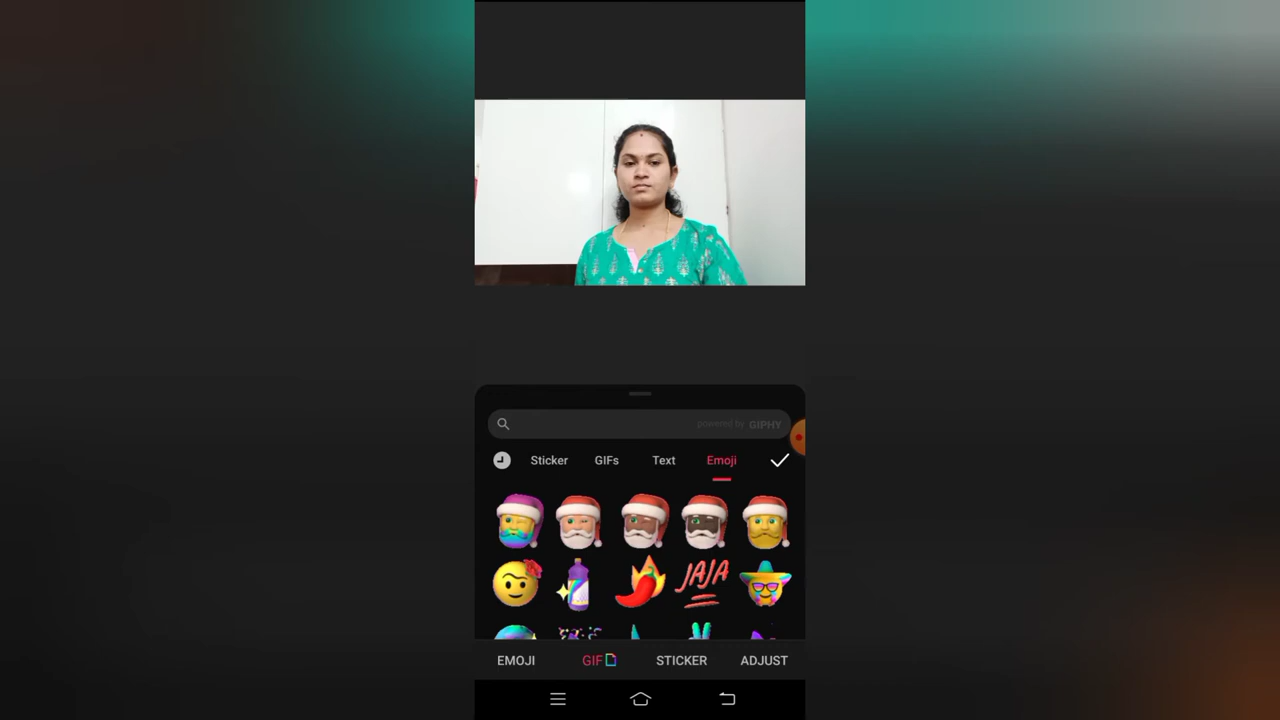 powered by GIPHY
Sticker GIFs Text Emoji
JAJA
EMOJI GIF STICKER ADJUST